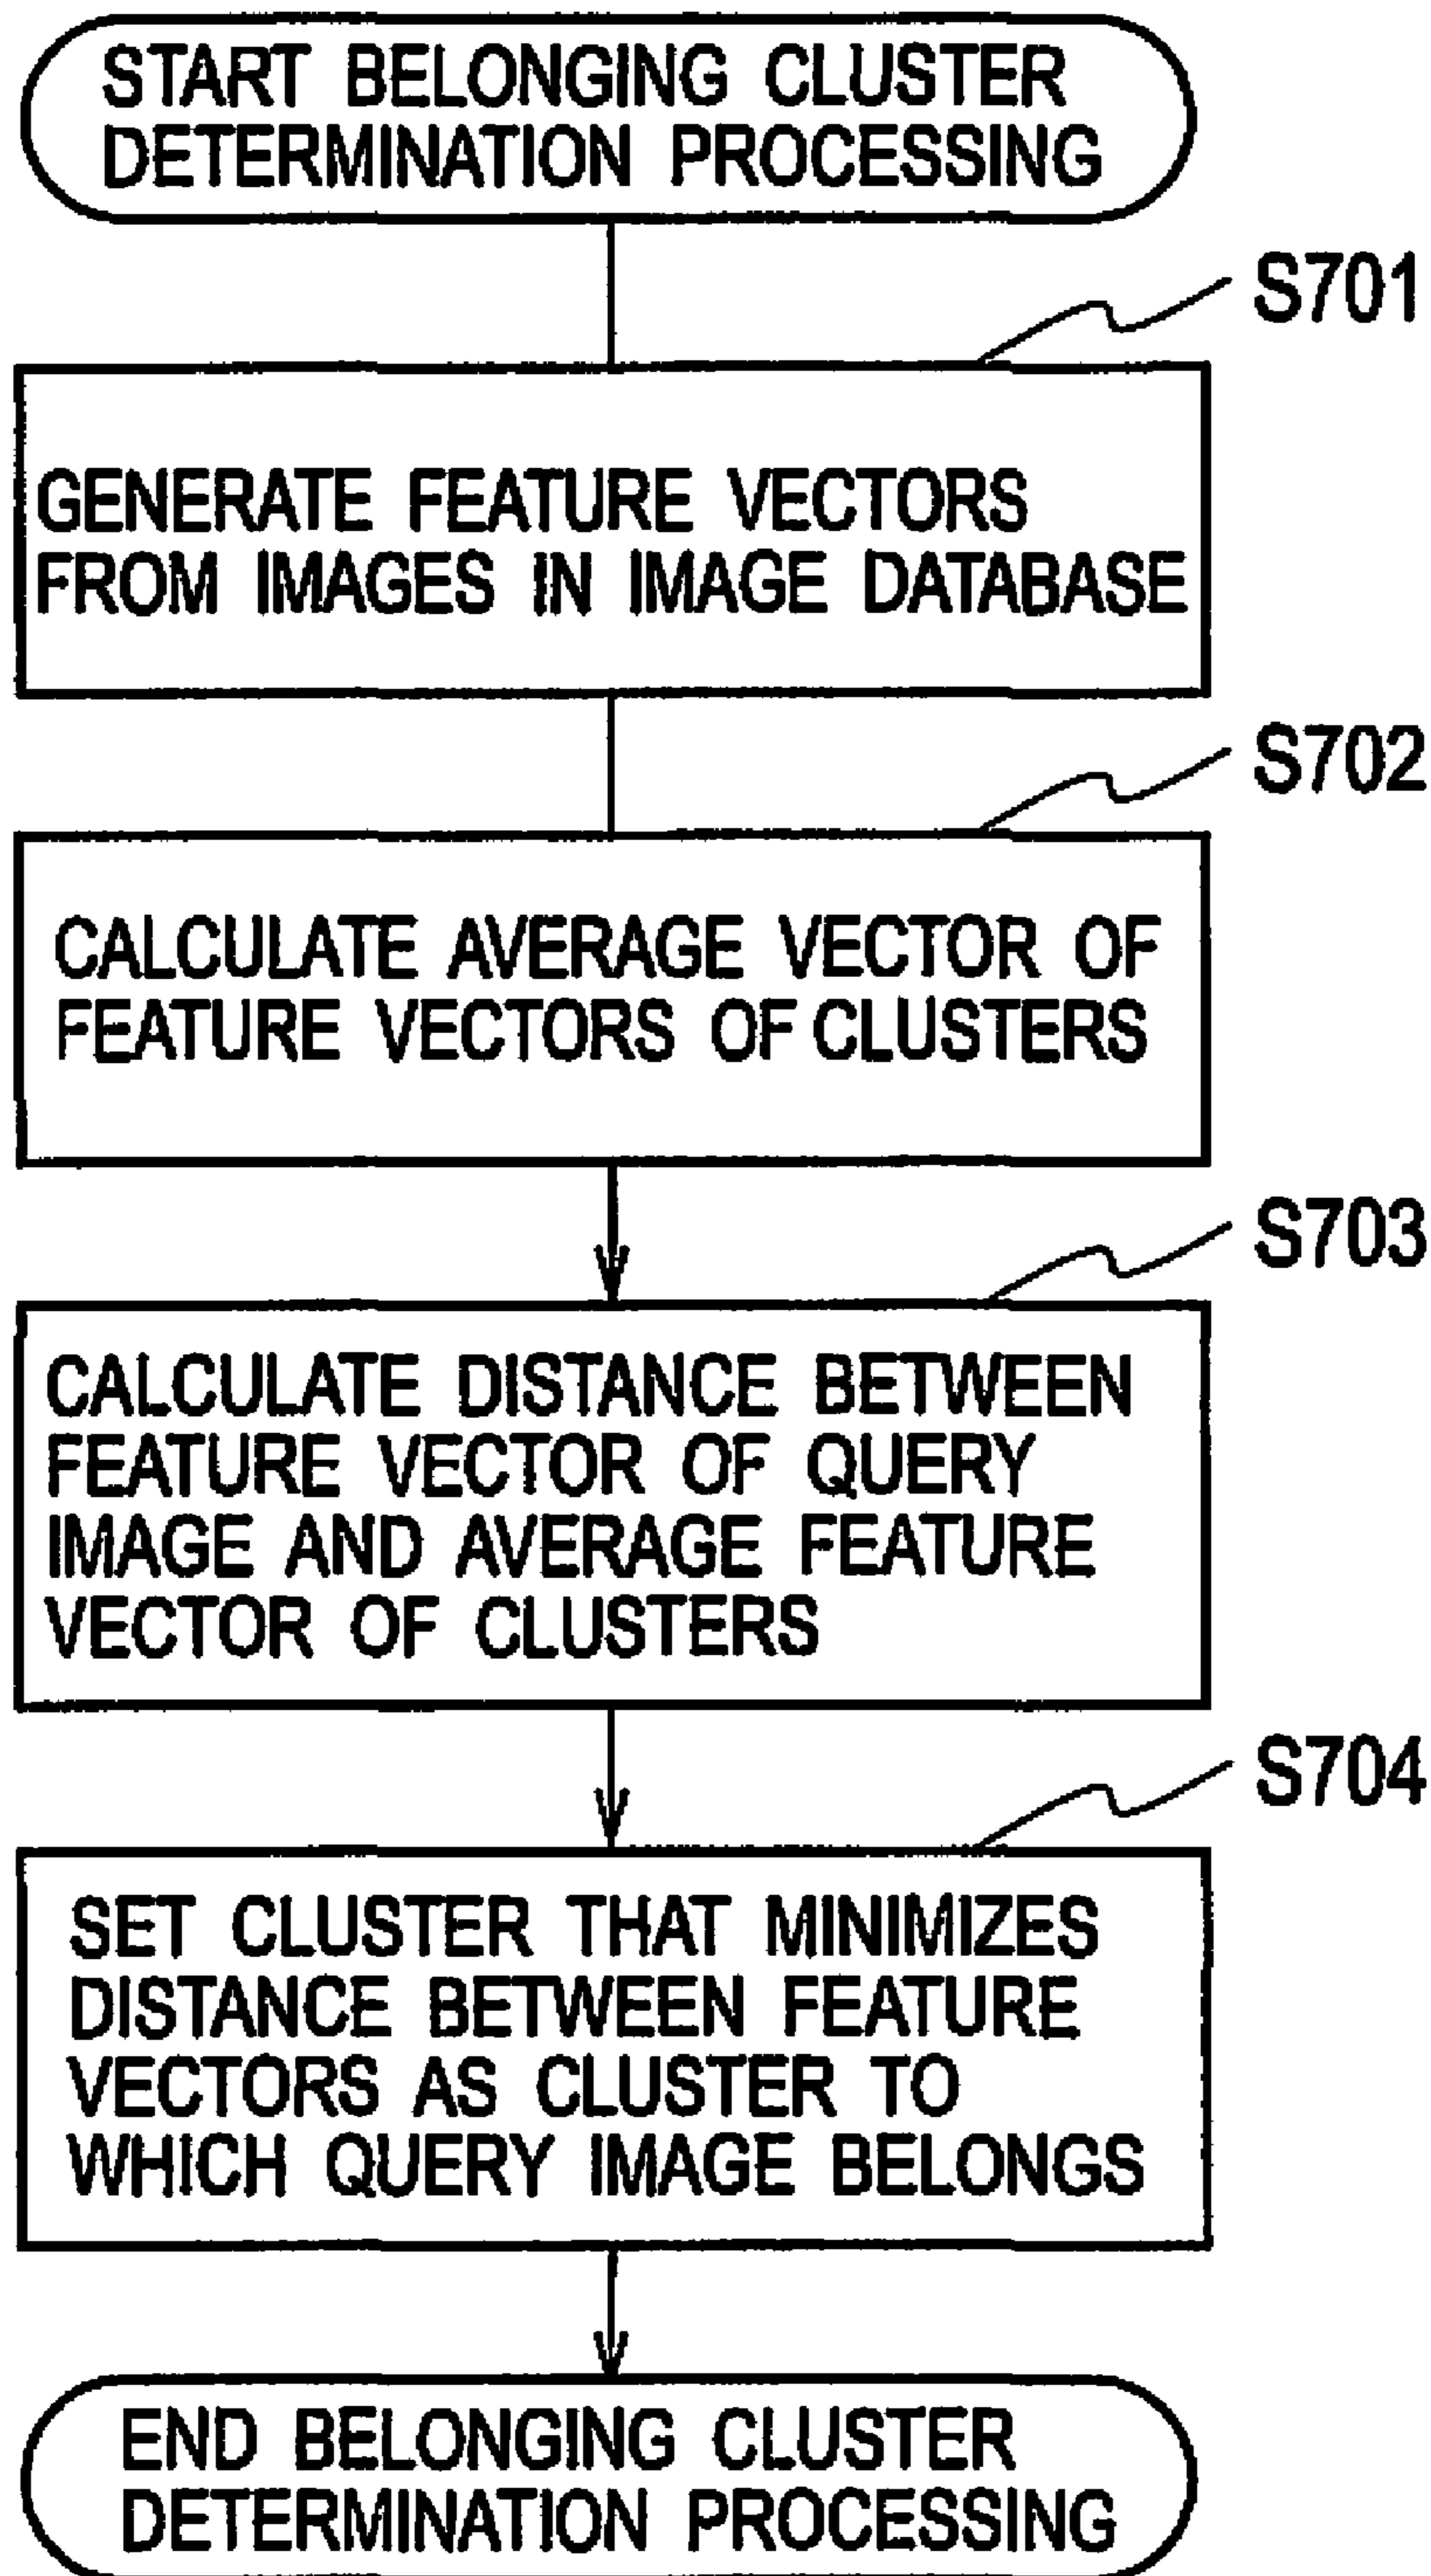 START BELONGING CLUSTER
DETERMINATION PROCESSING
S701
GENERATE FEATURE VECTORS
FROM IMAGES IN IMAGE DATABASE
S702
CALCULATE AVERAGE VECTOR OF
FEATURE VECTORS OF CLUSTERS
S703
CALCULATE DISTANCE BETWEEN
FEATURE VECTOR OF QUERY
IMAGE AND AVERAGE FEATURE
VECTOR OF CLUSTERS
S704
SET CLUSTER THAT MINIMIZES
DISTANCE BETWEEN FEATURE
VECTORS AS CLUSTER TO
WHICH QUERY IMAGE BELONGS
END BELONGING CLUSTER
DETERMINATION PROCESSING